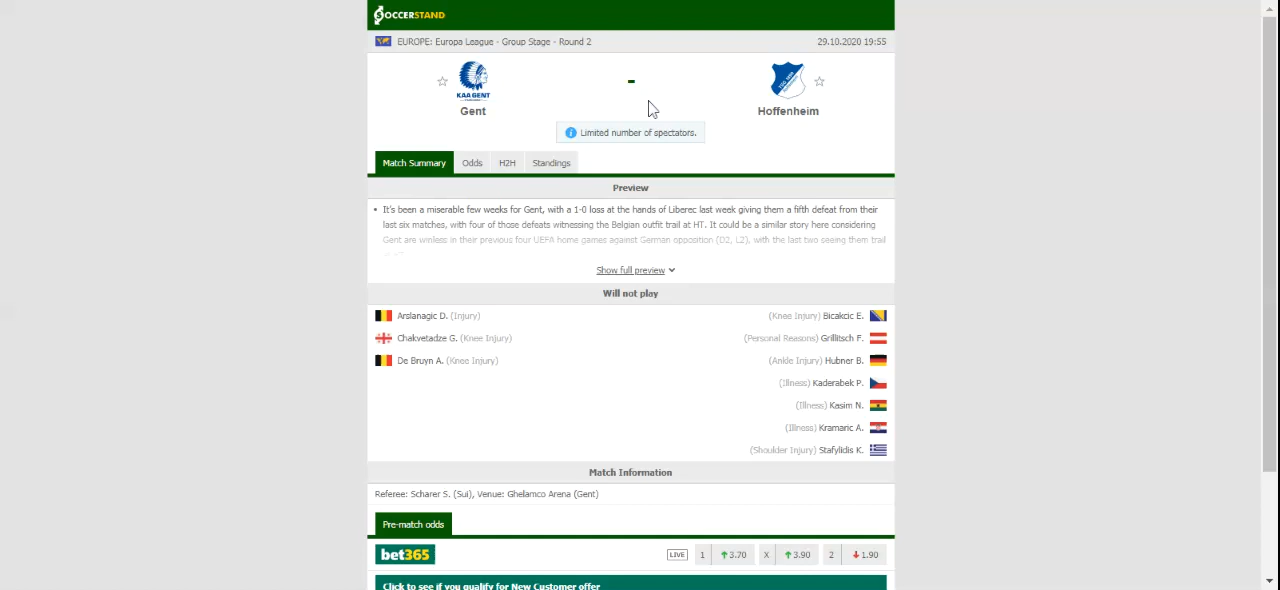 SOCCERSTAND
EUROPE: Europa League - Group Stage - Round 2
29.10.2020 19:55
KAA GENT
Gent
-
Hoffenheim
Limited number of spectators.
Match Summary
Odds
H2H
Standings
Preview
• It's been a miserable few weeks for Gent, with a 1-0 loss at the hands of Liberec last week giving them a fifth defeat from their
last six matches, with four of those defeats witnessing the Belgian outfit trail at HT. It could be a similar story here considering
Gent are winless in their previous four UEFA home games against German opposition (D2, L2), with the last two seeing them trail
Show full preview
Will not play
Arslanagic D. (Injury)
(Knee Injury) Bicakcic E.
Chakvetadze G. (Knee Injury)
(Personal Reasons) Grillitsch F.
De Bruyn A. (Knee Injury)
(Ankle Injury) Hubner B.
(Illness) Kaderabek P.
(Illness) Kasim N.
(Illness) Kramaric A.
(Shoulder Injury) Stafylidis K.
Match Information
Referee: Scharer S. (Sui), Venue: Ghelamco Arena (Gent)
Pre-match odds
bet365
LIVE
1
3.70
X
3.90
2
1.90
Click to see if you qualify for New Customer offer